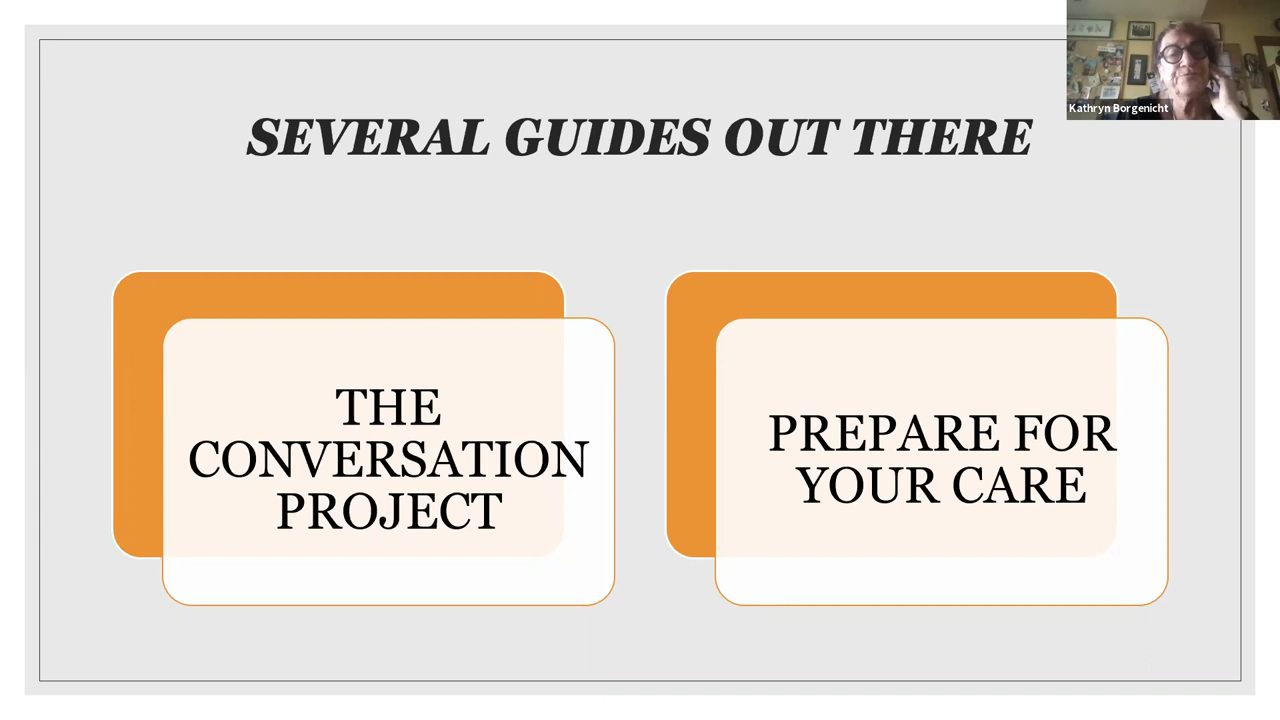 Kathryn Borgenicht
SEVERAL GUIDES OUT THERE
THE
CONVERSATION
PROJECT
PREPARE FOR
YOUR CARE